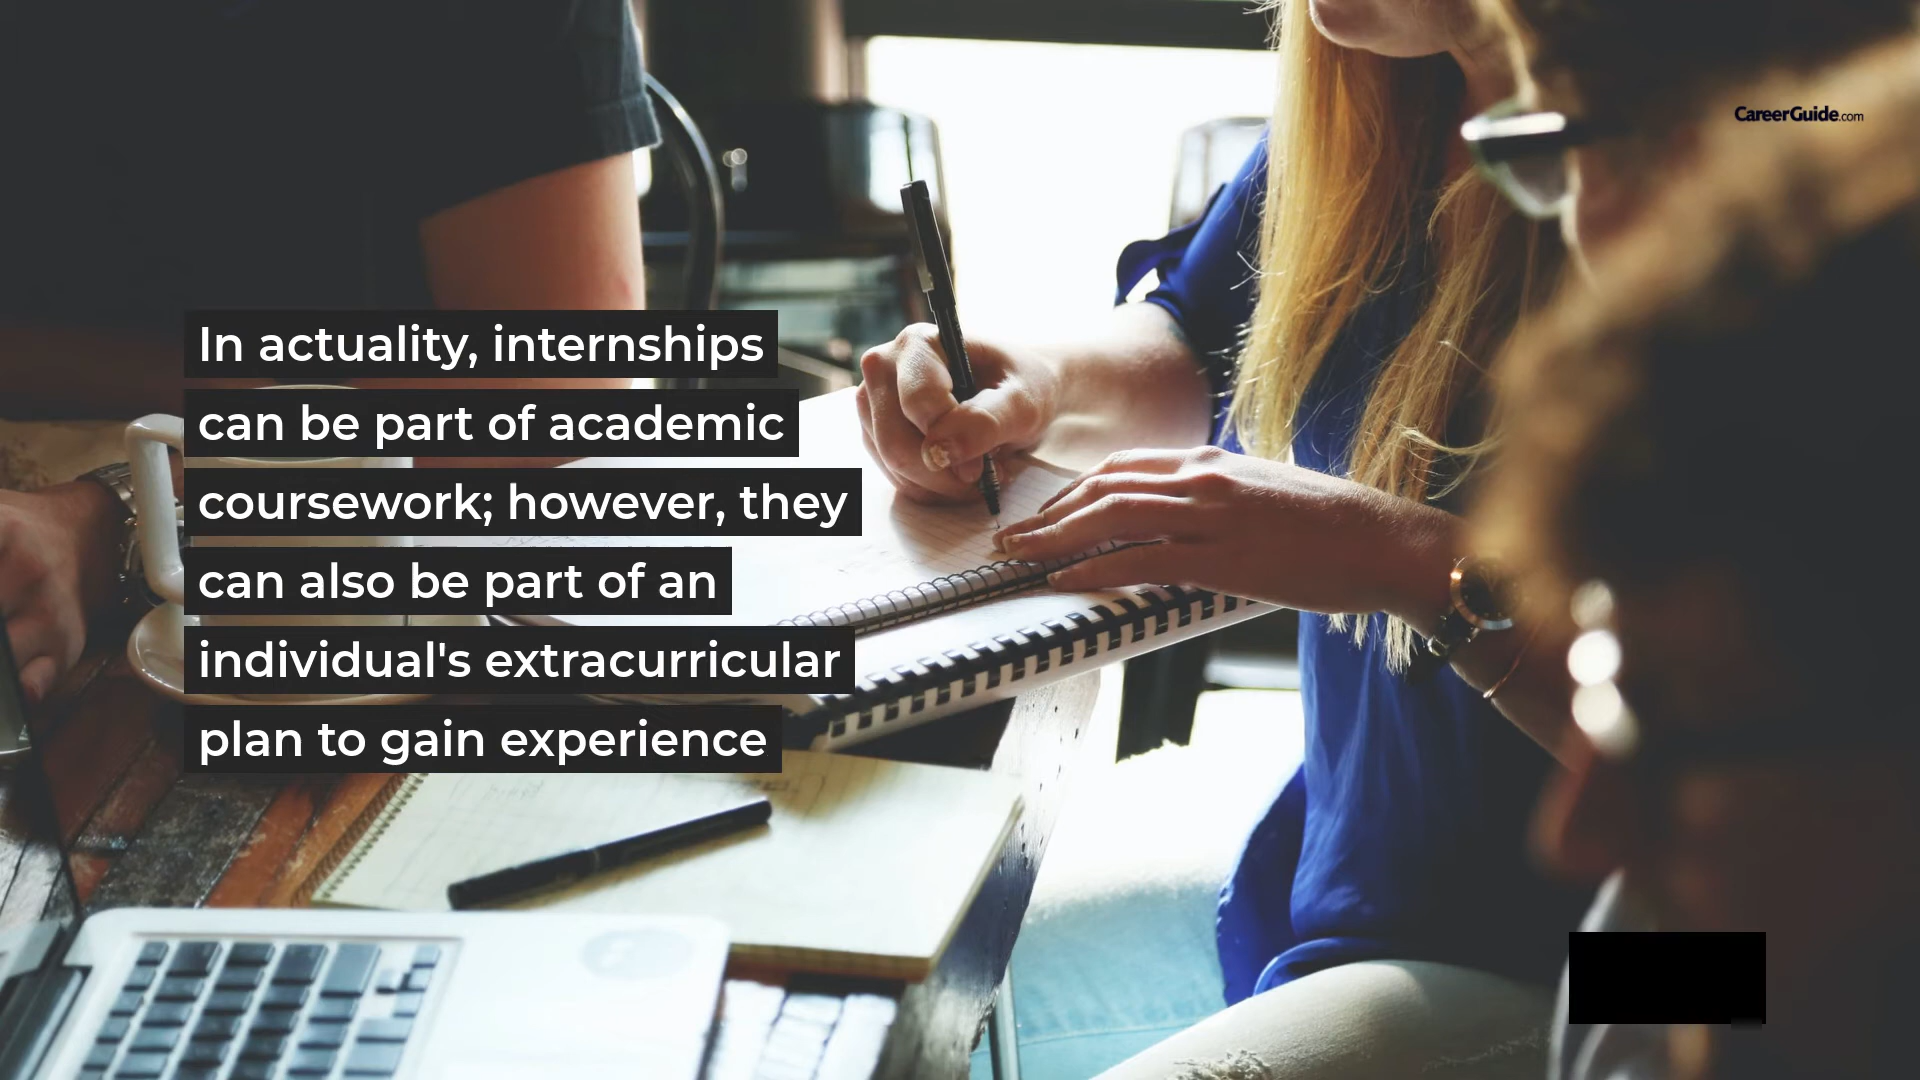 CareerGuide.com
In actuality, internships
can be part of academic
coursework; however, they
can also be part of an
individual's extracurricular
plan to gain experience